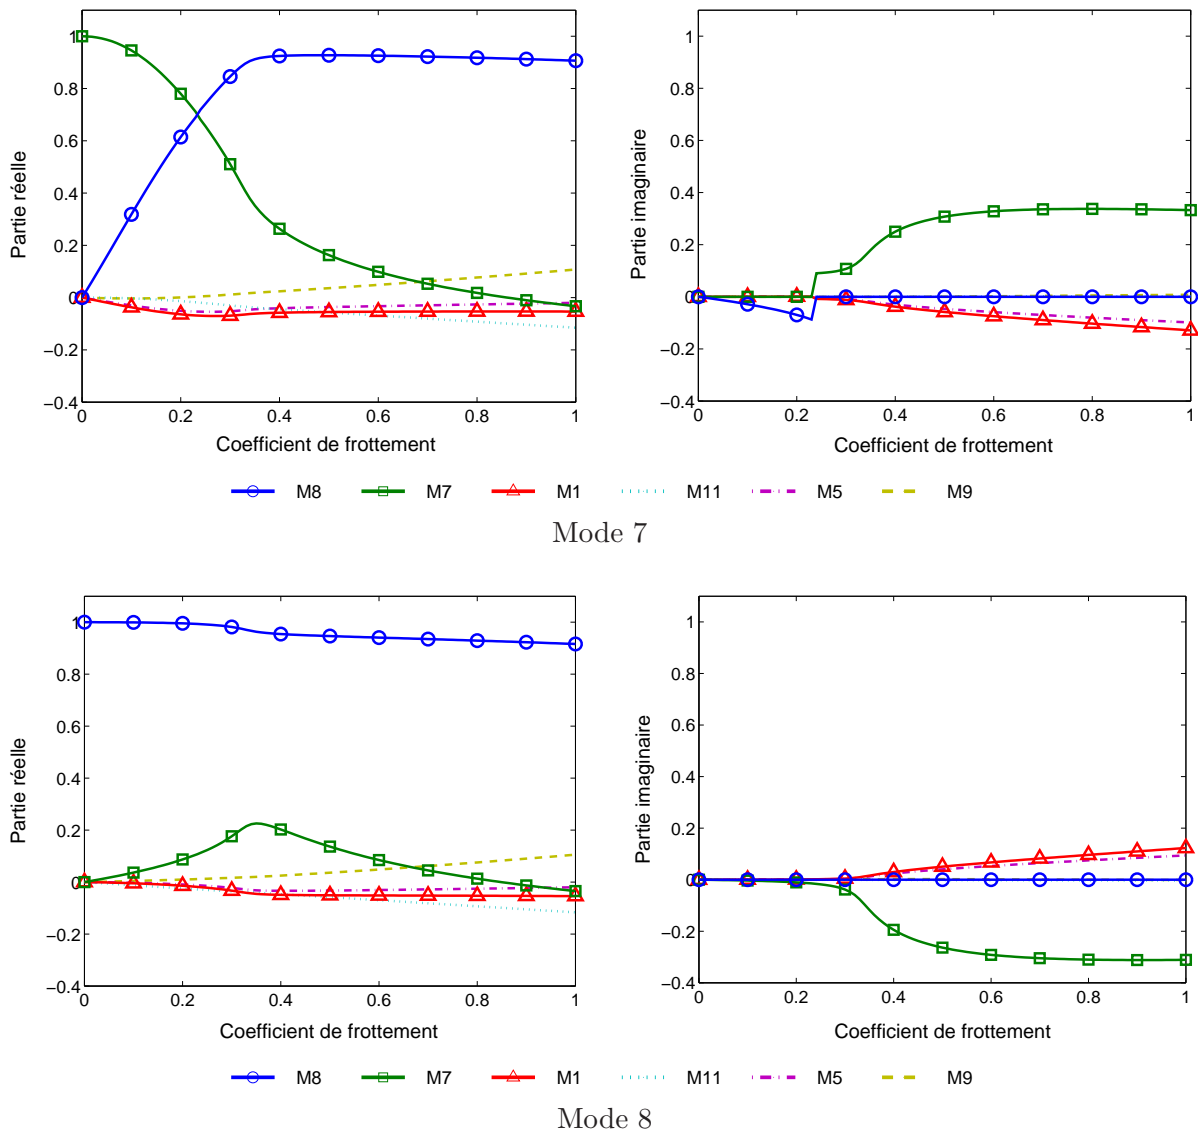 1
0.8
0.6
0.4
0.2
0
−0.2
−0.4
0 0.2 0.4 0.6 0.8 1
Partie réelle
Coefficient de frottement
1
0.8
0.6
0.4
0.2
0
−0.2
−0.4
0 0.2 0.4 0.6 0.8 1
Partie imaginaire
Coefficient de frottement
M8 M7 M1 M11 M5 M9
Mode 7
1
0.8
0.6
0.4
0.2
0
−0.2
−0.4
0 0.2 0.4 0.6 0.8 1
Partie réelle
Coefficient de frottement
1
0.8
0.6
0.4
0.2
0
−0.2
−0.4
0 0.2 0.4 0.6 0.8 1
Partie imaginaire
Coefficient de frottement
M8 M7 M1 M11 M5 M9
Mode 8